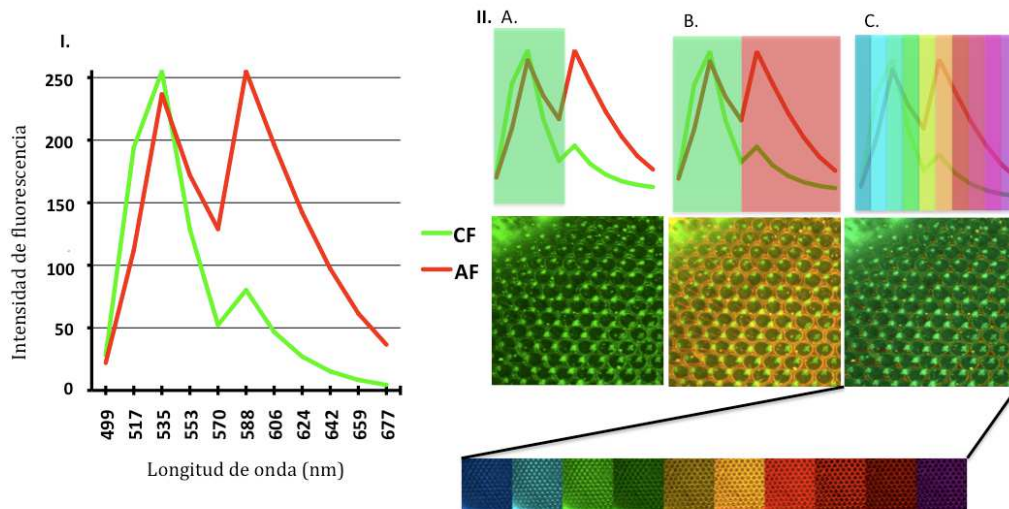 I.
II. A.
B.
C.
Intensidad de fluorescencia
250
200
150
100
50
0
499
517
535
553
570
588
606
624
642
659
677
Longitud de onda (nm)
CF
AF